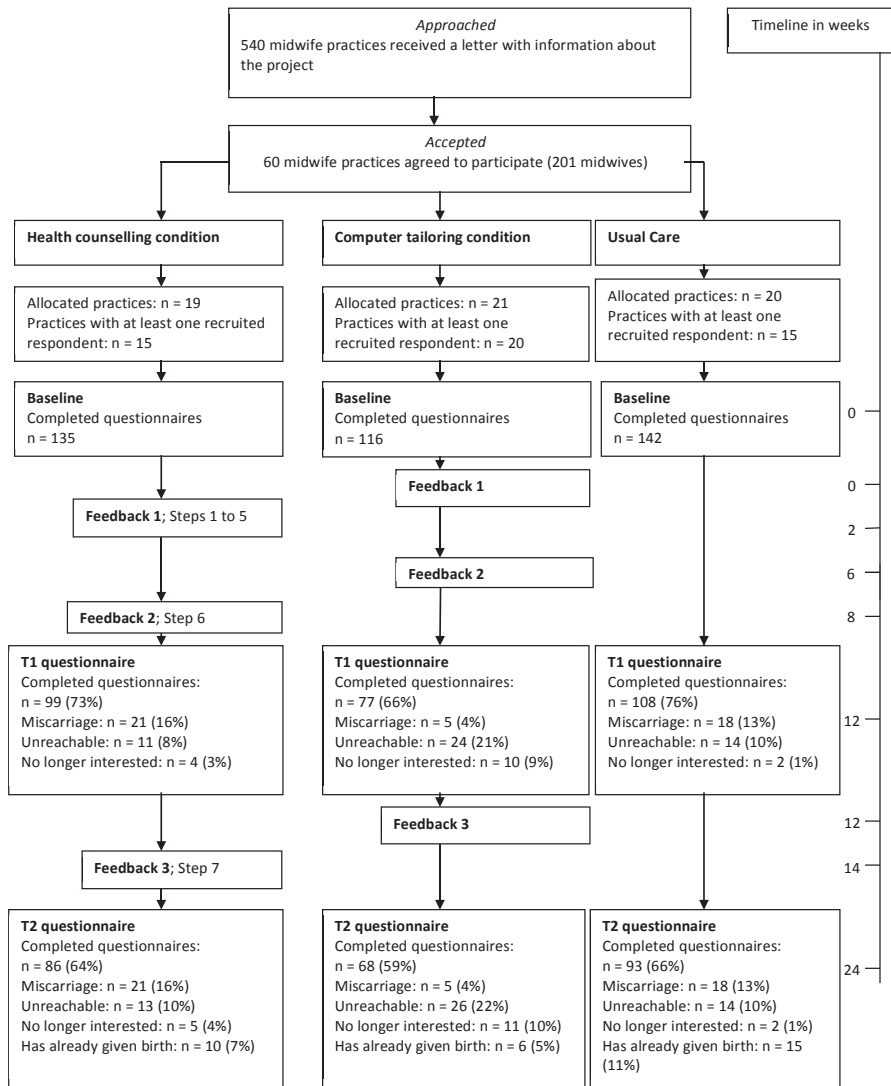 Approached
540 midwife practices received a letter with information about
the project
Timeline in weeks
Accepted
60 midwife practices agreed to participate (201 midwives)
Health counselling condition
Computer tailoring condition
Usual Care
Allocated practices: n = 19
Practices with at least one recruited
respondent: n = 15
Allocated practices: n = 21
Practices with at least one
recruited respondent: n = 20
Allocated practices: n = 20
Practices with at least one
recruited respondent: n = 15
Baseline
Completed questionnaires
n = 135
Baseline
Completed questionnaires
n = 116
Baseline
Completed questionnaires
n = 142
0
Feedback 1
0
Feedback 1; Steps 1 to 5
2
Feedback 2
6
Feedback 2; Step 6
8
T1 questionnaire
Completed questionnaires:
n = 99 (73%)
Miscarriage: n = 21 (16%)
Unreachable: n = 11 (8%)
No longer interested: n = 4 (3%)
T1 questionnaire
Completed questionnaires:
n = 77 (66%)
Miscarriage: n = 5 (4%)
Unreachable: n = 24 (21%)
No longer interested: n = 10 (9%)
T1 questionnaire
Completed questionnaires:
n = 108 (76%)
Miscarriage: n = 18 (13%)
Unreachable: n = 14 (10%)
No longer interested: n = 2 (1%)
12
Feedback 3
12
Feedback 3; Step 7
14
T2 questionnaire
Completed questionnaires:
n = 86 (64%)
Miscarriage: n = 21 (16%)
Unreachable: n = 13 (10%)
No longer interested: n = 5 (4%)
Has already given birth: n = 10 (7%)
T2 questionnaire
Completed questionnaires:
n = 68 (59%)
Miscarriage: n = 5 (4%)
Unreachable: n = 26 (22%)
No longer interested: n = 11 (10%)
Has already given birth: n = 6 (5%)
T2 questionnaire
Completed questionnaires:
n = 93 (66%)
Miscarriage: n = 18 (13%)
Unreachable: n = 14 (10%)
No longer interested: n = 2 (1%)
Has already given birth: n = 15
(11%)
24